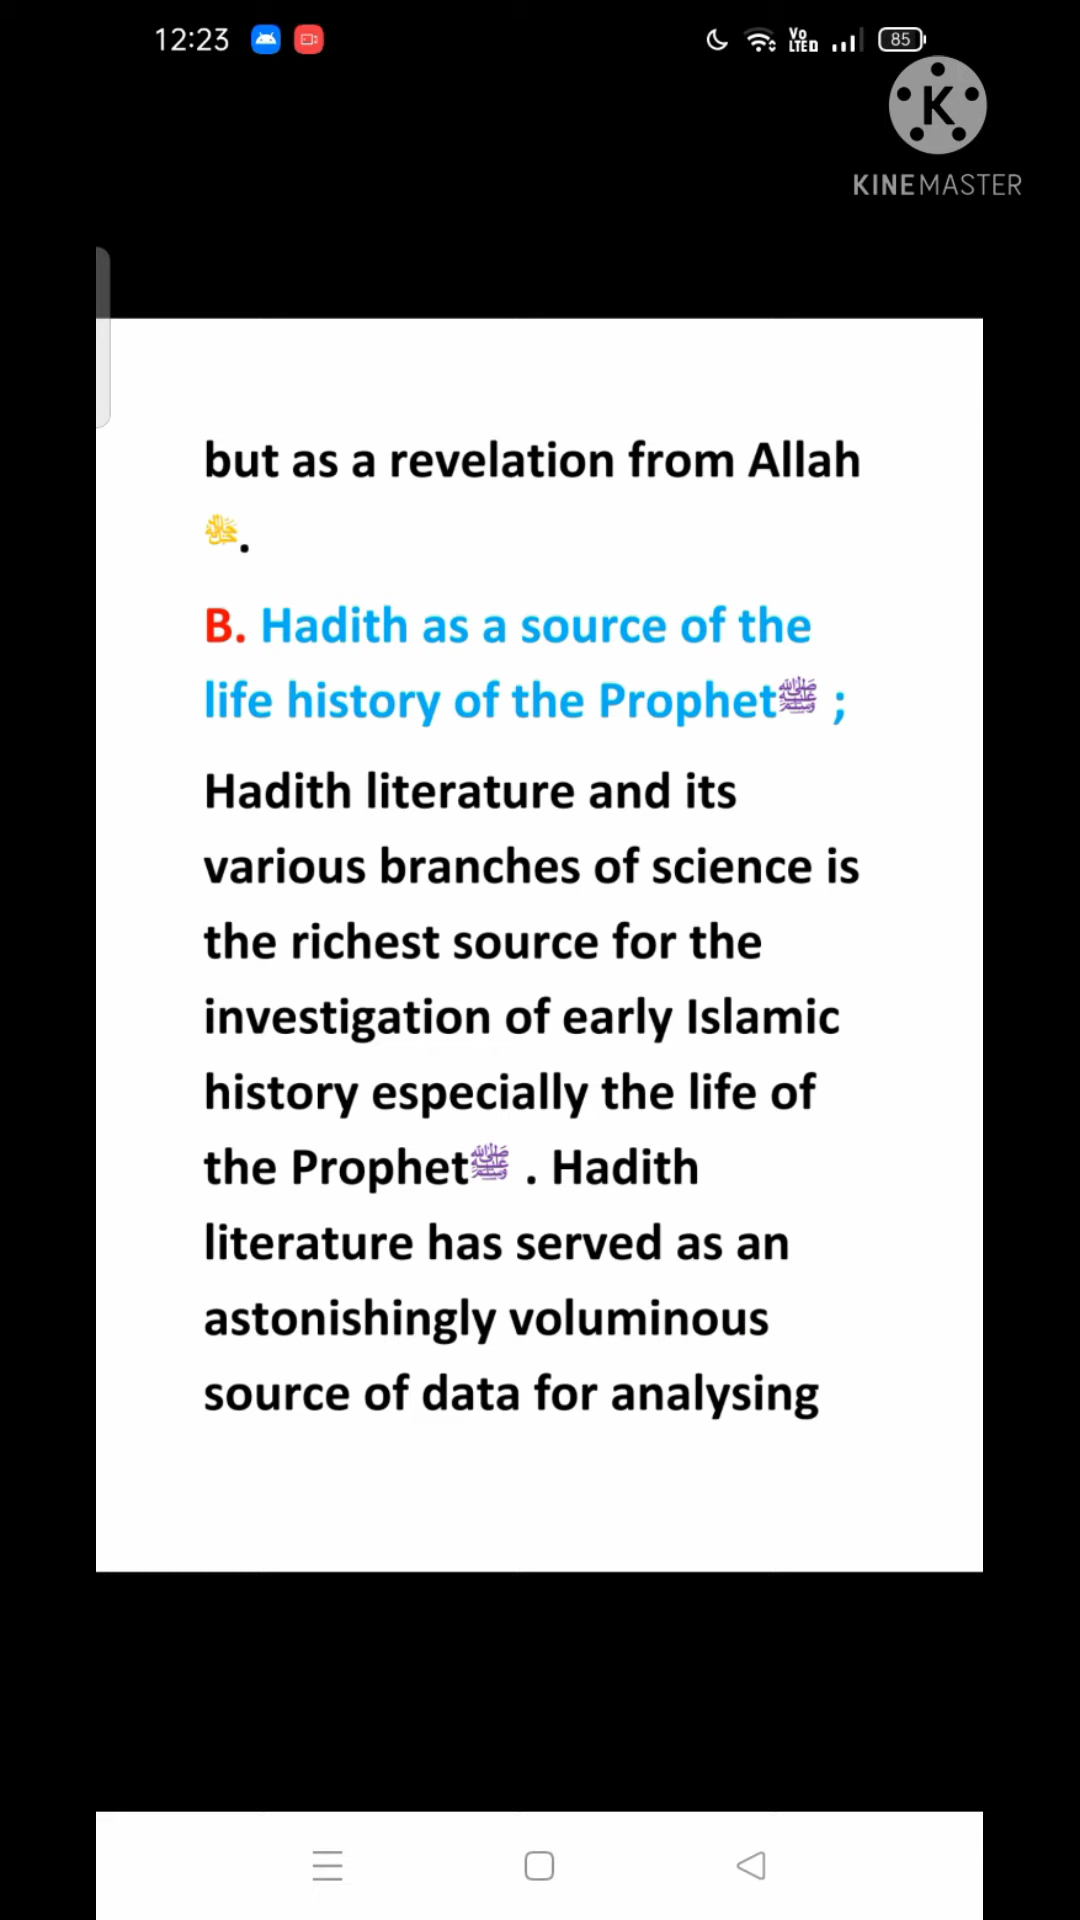 12:23
Vo
LTED
85
K
KINEMASTER
but as a revelation from Allah
ﷻ.
B. Hadith as a source of the
life history of the Prophetﷺ ;
Hadith literature and its
various branches of science is
the richest source for the
investigation of early Islamic
history especially the life of
the Prophetﷺ . Hadith
literature has served as an
astonishingly voluminous
source of data for analysing